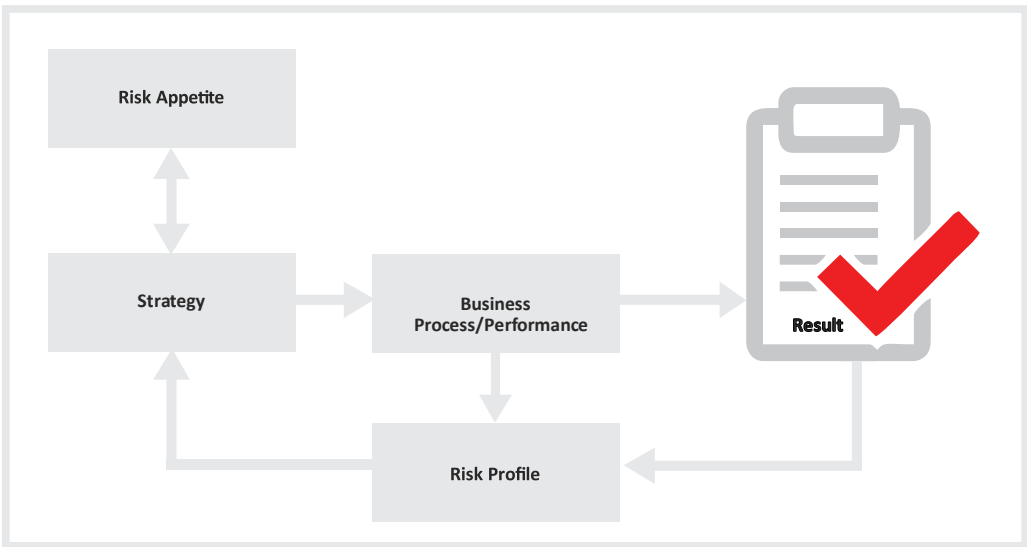 Risk Appetite
Strategy
Business
Process/Performance
Result
Risk Profile